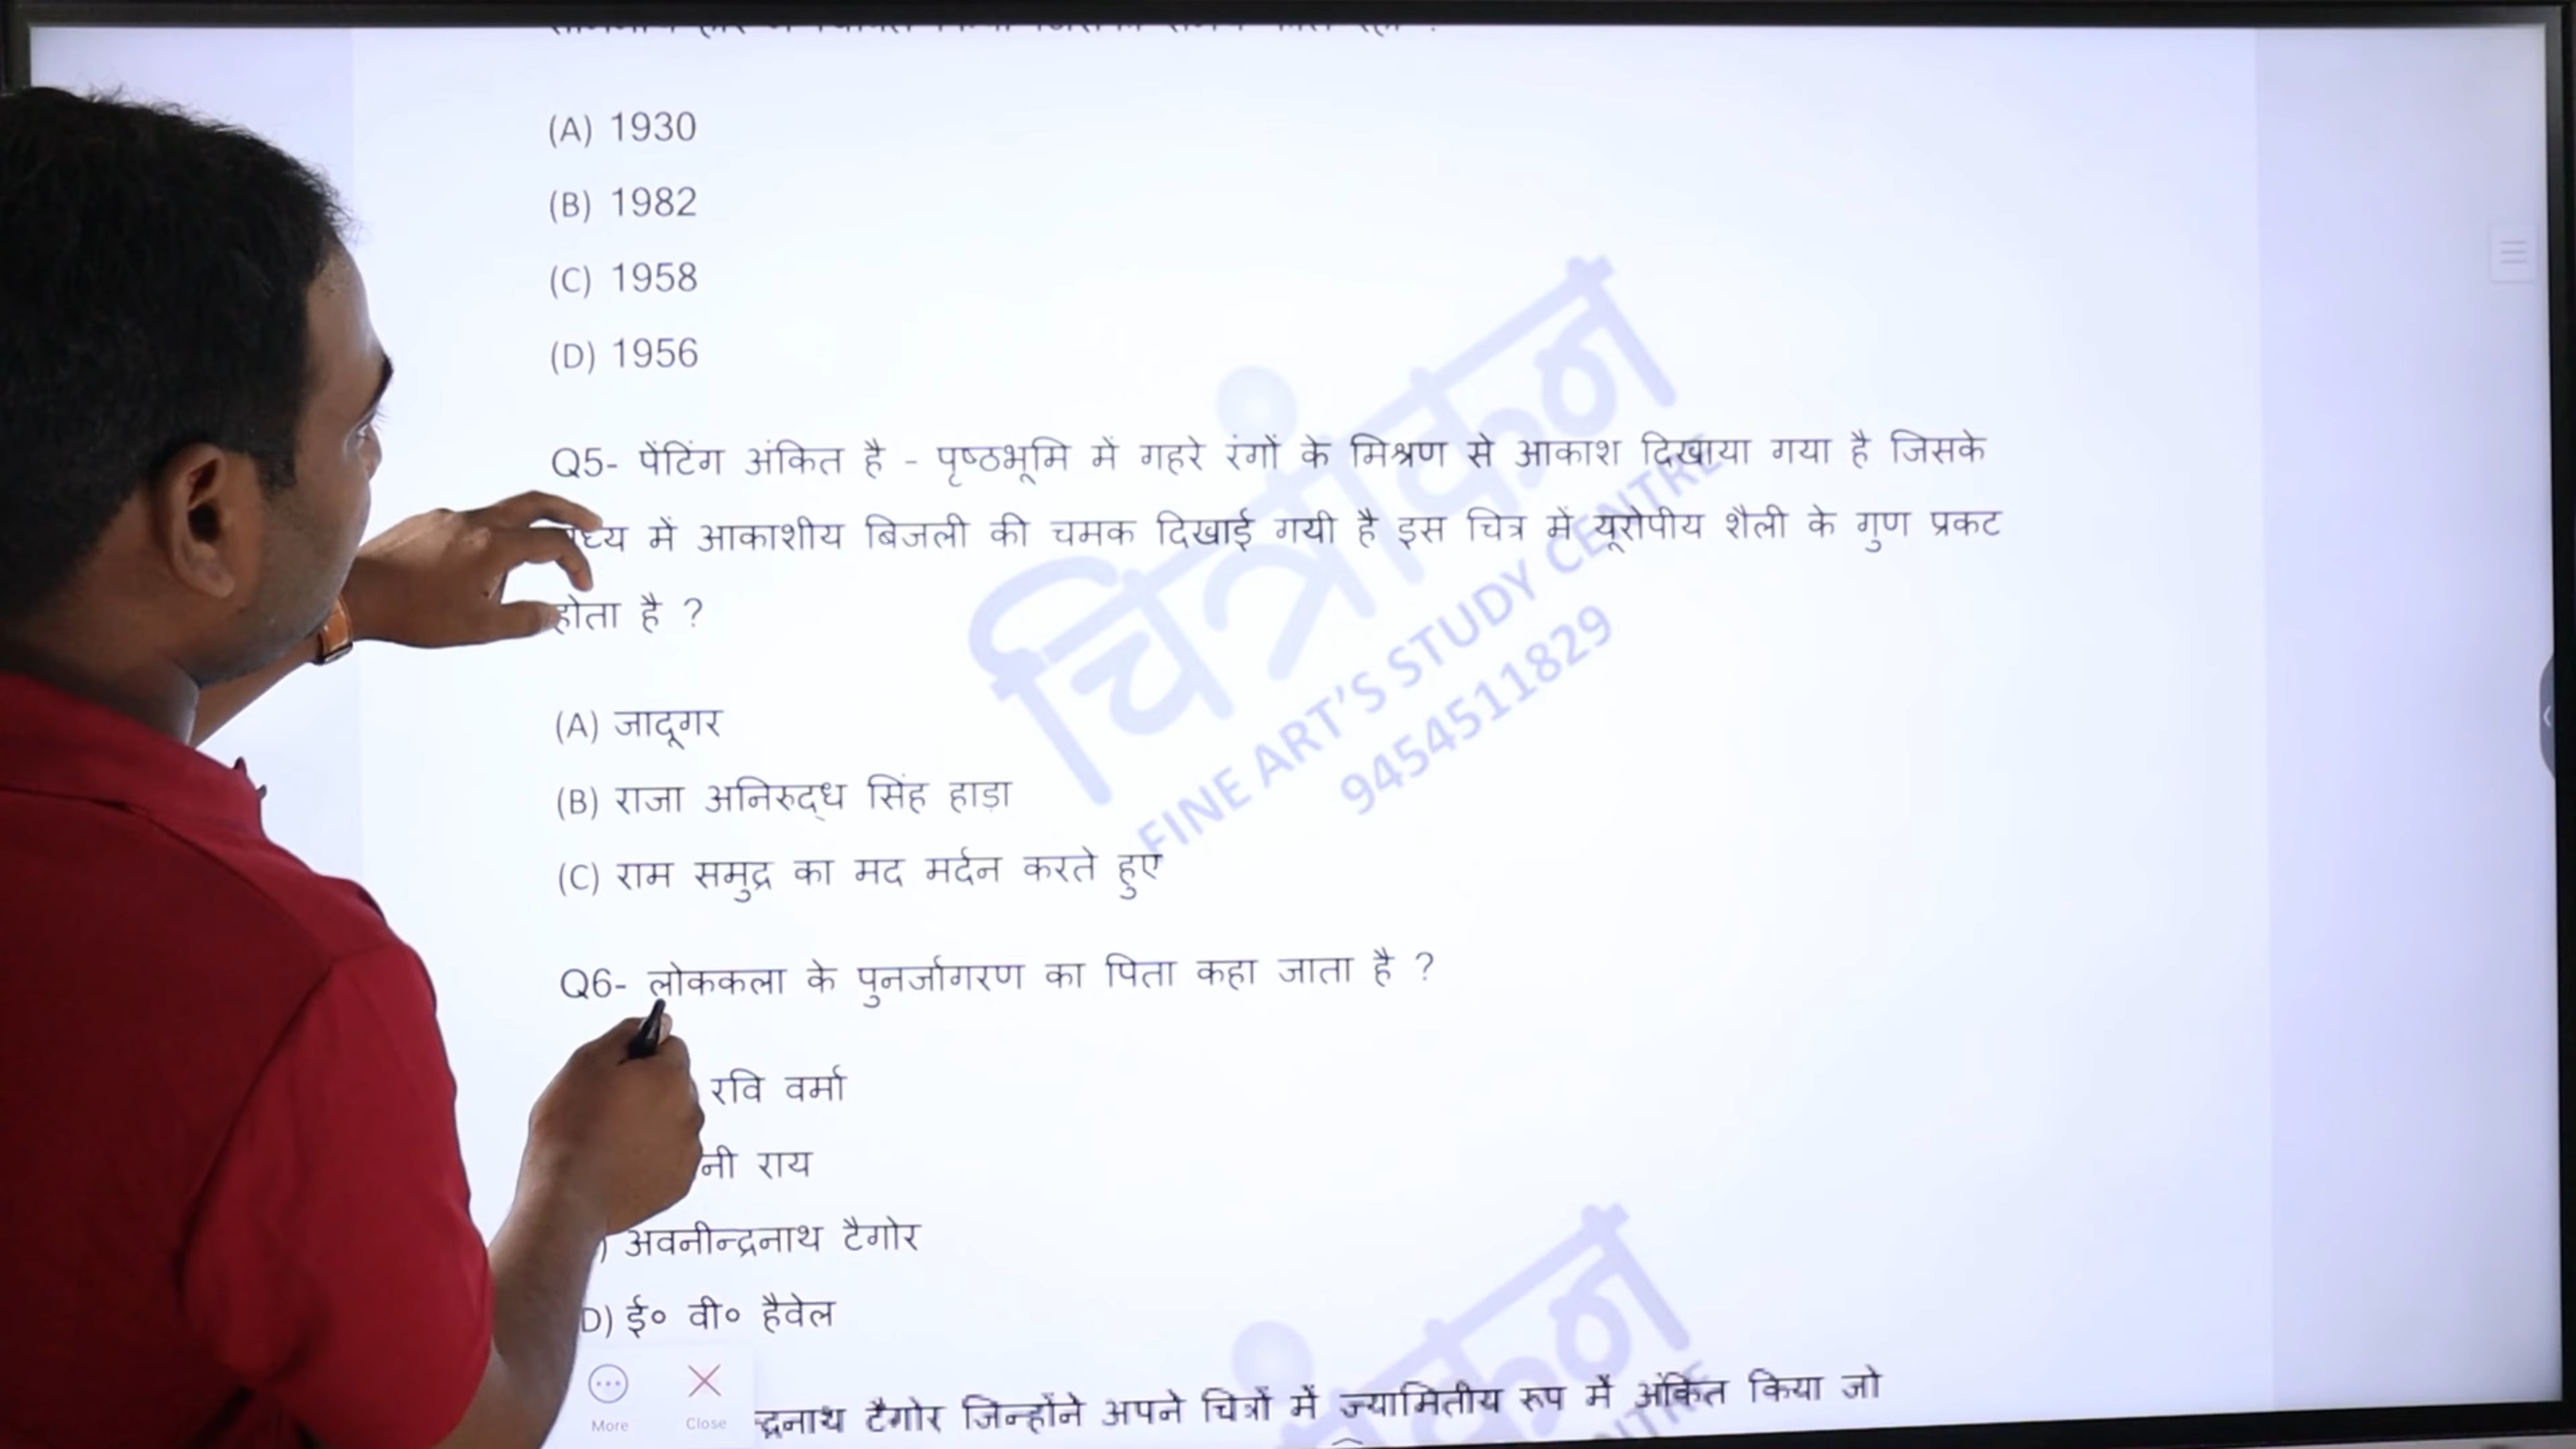 (A) 1930
(B) 1982
(C) 1958
(D) 1956
Q5- पेंटिंग अंकित है - पृष्ठभूमि में गहरे रंगों के मिश्रण से आकाश दिखाया गया है जिसके
में आकाशीय बिजली की चमक दिखाई गयी है इस चित्र में यूरोपीय शैली के गुण प्रकट
होता है ?
(A) जादूगर
(B) राजा अनिरुद्ध सिंह हाड़ा
(C) राम समुद्र का मद मर्दन करते हुए
Q6- लोककला के पुनर्जागरण का पिता कहा जाता है ?
रवि वर्मा
नी राय
) अवनीन्द्रनाथ टैगोर
D) ई० वी० हैवेल
टैगोर जिन्होंने अपने चित्रों में ज्यामितीय रूप में अंकित किया जो
More
Close
चित्रांकन
FINE ART'S STUDY CENTRE
9454511829